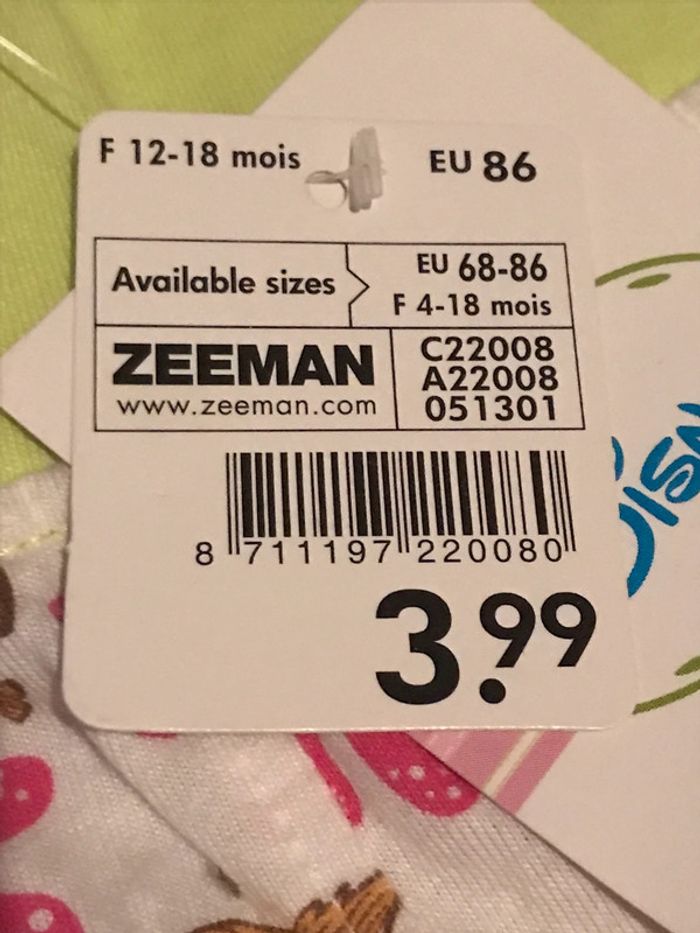 F 12-18 mois
EU 86
Available sizes
EU 68-86
F 4-18 mois
ZEEMAN
www.zeeman.com
C22008
A22008
051301
8 711197 220080
3.99